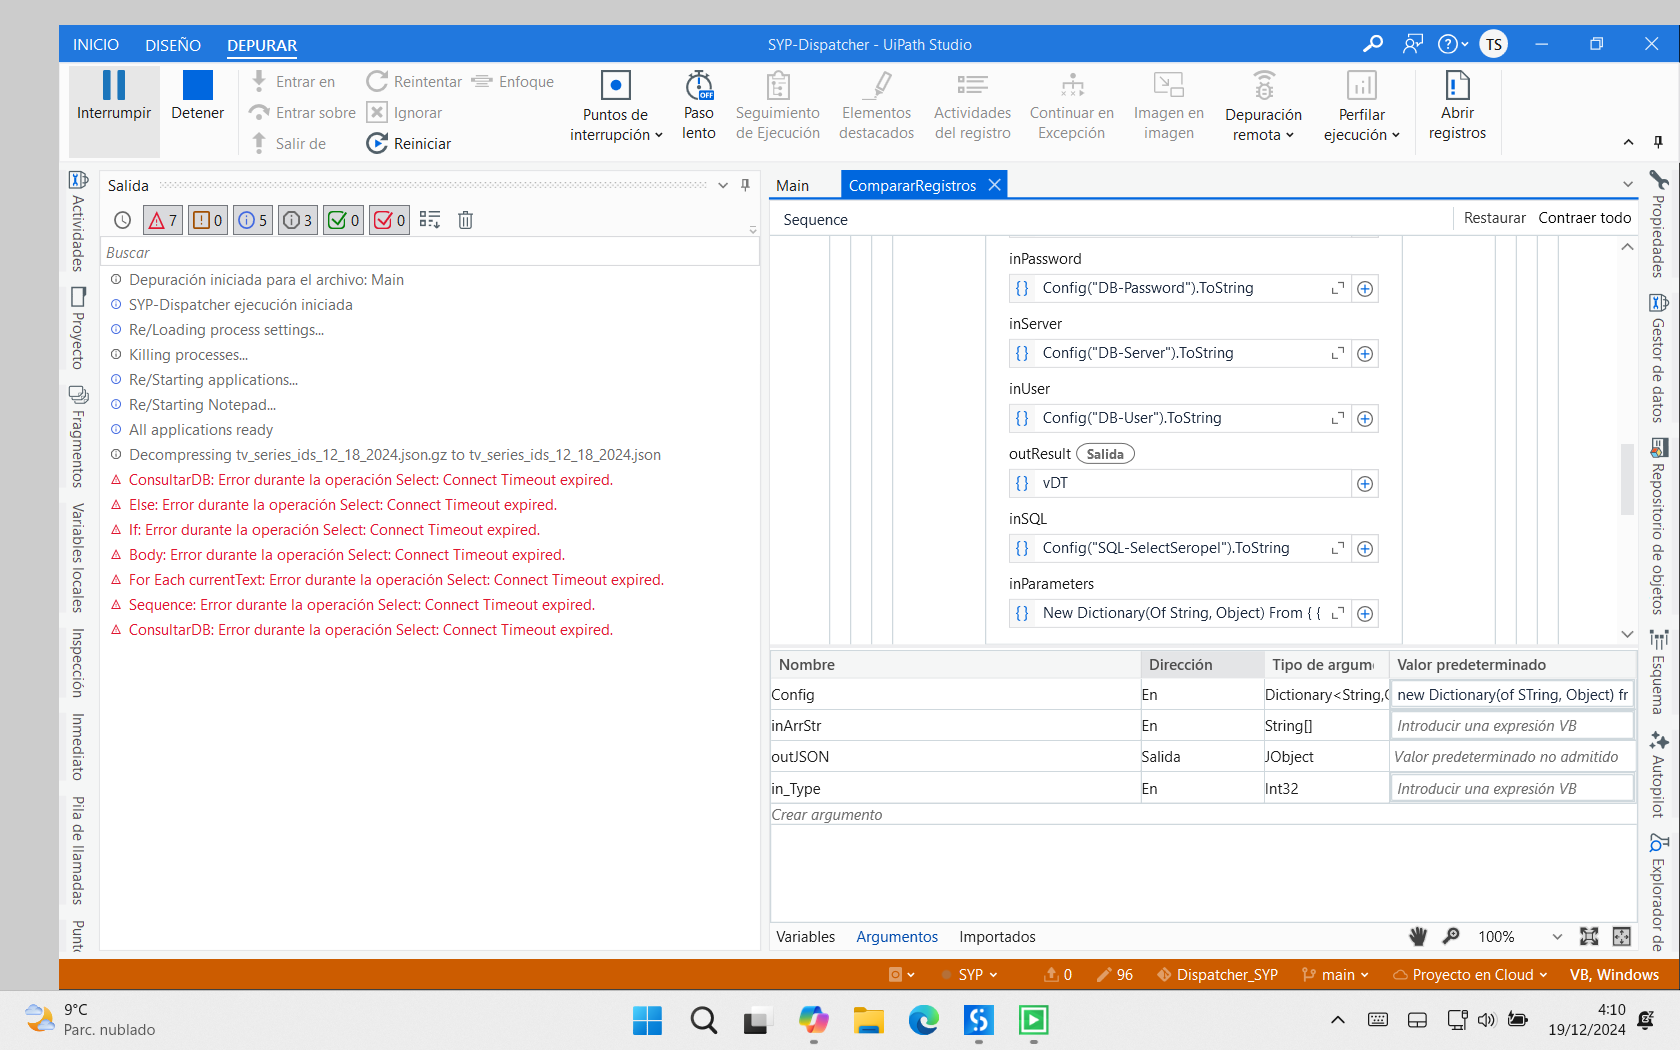 INICIO
DISEÑO
DEPURAR
SYP-Dispatcher - UiPath Studio
TS
Interrumpir
Detener
Entrar en
Entrar sobre
Salir de
Reintentar
Ignorar
Reiniciar
Enfoque
Puntos de
interrupción
OFF
Paso
lento
Seguimiento
de Ejecución
Elementos
destacados
Actividades
del registro
Continuar en
Excepción
Imagen en
imagen
Depuración
remota
Perfilar
ejecución
Abrir
registros
Actividades
Proyecto
Fragmentos
Variables locales
Inspección
Inmediato
Pila de llamadas
Salida
7
0
5
3
0
0
Buscar
Depuración iniciada para el archivo: Main
SYP-Dispatcher ejecución iniciada
Re/Loading process settings...
Killing processes...
Re/Starting applications...
Re/Starting Notepad...
All applications ready
Decompressing tv_series_ids_12_18_2024.json.gz to tv_series_ids_12_18_2024.json
ConsultarDB: Error durante la operación Select: Connect Timeout expired.
Else: Error durante la operación Select: Connect Timeout expired.
If: Error durante la operación Select: Connect Timeout expired.
Body: Error durante la operación Select: Connect Timeout expired.
For Each currentText: Error durante la operación Select: Connect Timeout expired.
Sequence: Error durante la operación Select: Connect Timeout expired.
ConsultarDB: Error durante la operación Select: Connect Timeout expired.
Main
CompararRegistros
Sequence
Restaurar
Contraer todo
inPassword
{} Config("DB-Password").ToString
inServer
{} Config("DB-Server").ToString
inUser
{} Config("DB-User").ToString
outResult Salida
{} vDT
inSQL
{} Config("SQL-SelectSeropel").ToString
inParameters
{} New Dictionary(Of String, Object) From { {
Nombre Dirección Tipo de argum Valor predeterminado
Config En Dictionary<String, new Dictionary(of STring, Object) fr
inArrStr En String[] Introducir una expresión VB
outJSON Salida JObject Valor predeterminado no admitido
in_Type En Int32 Introducir una expresión VB
Crear argumento
Variables Argumentos Importados
100%
Propiedades
Gestor de datos
Repositorio de objetos
Esquema
Autopilot
Explorador de
SYP
0
96
Dispatcher_SYP
main
Proyecto en Cloud
VB, Windows
9°C
Parc. nublado
4:10
19/12/2024